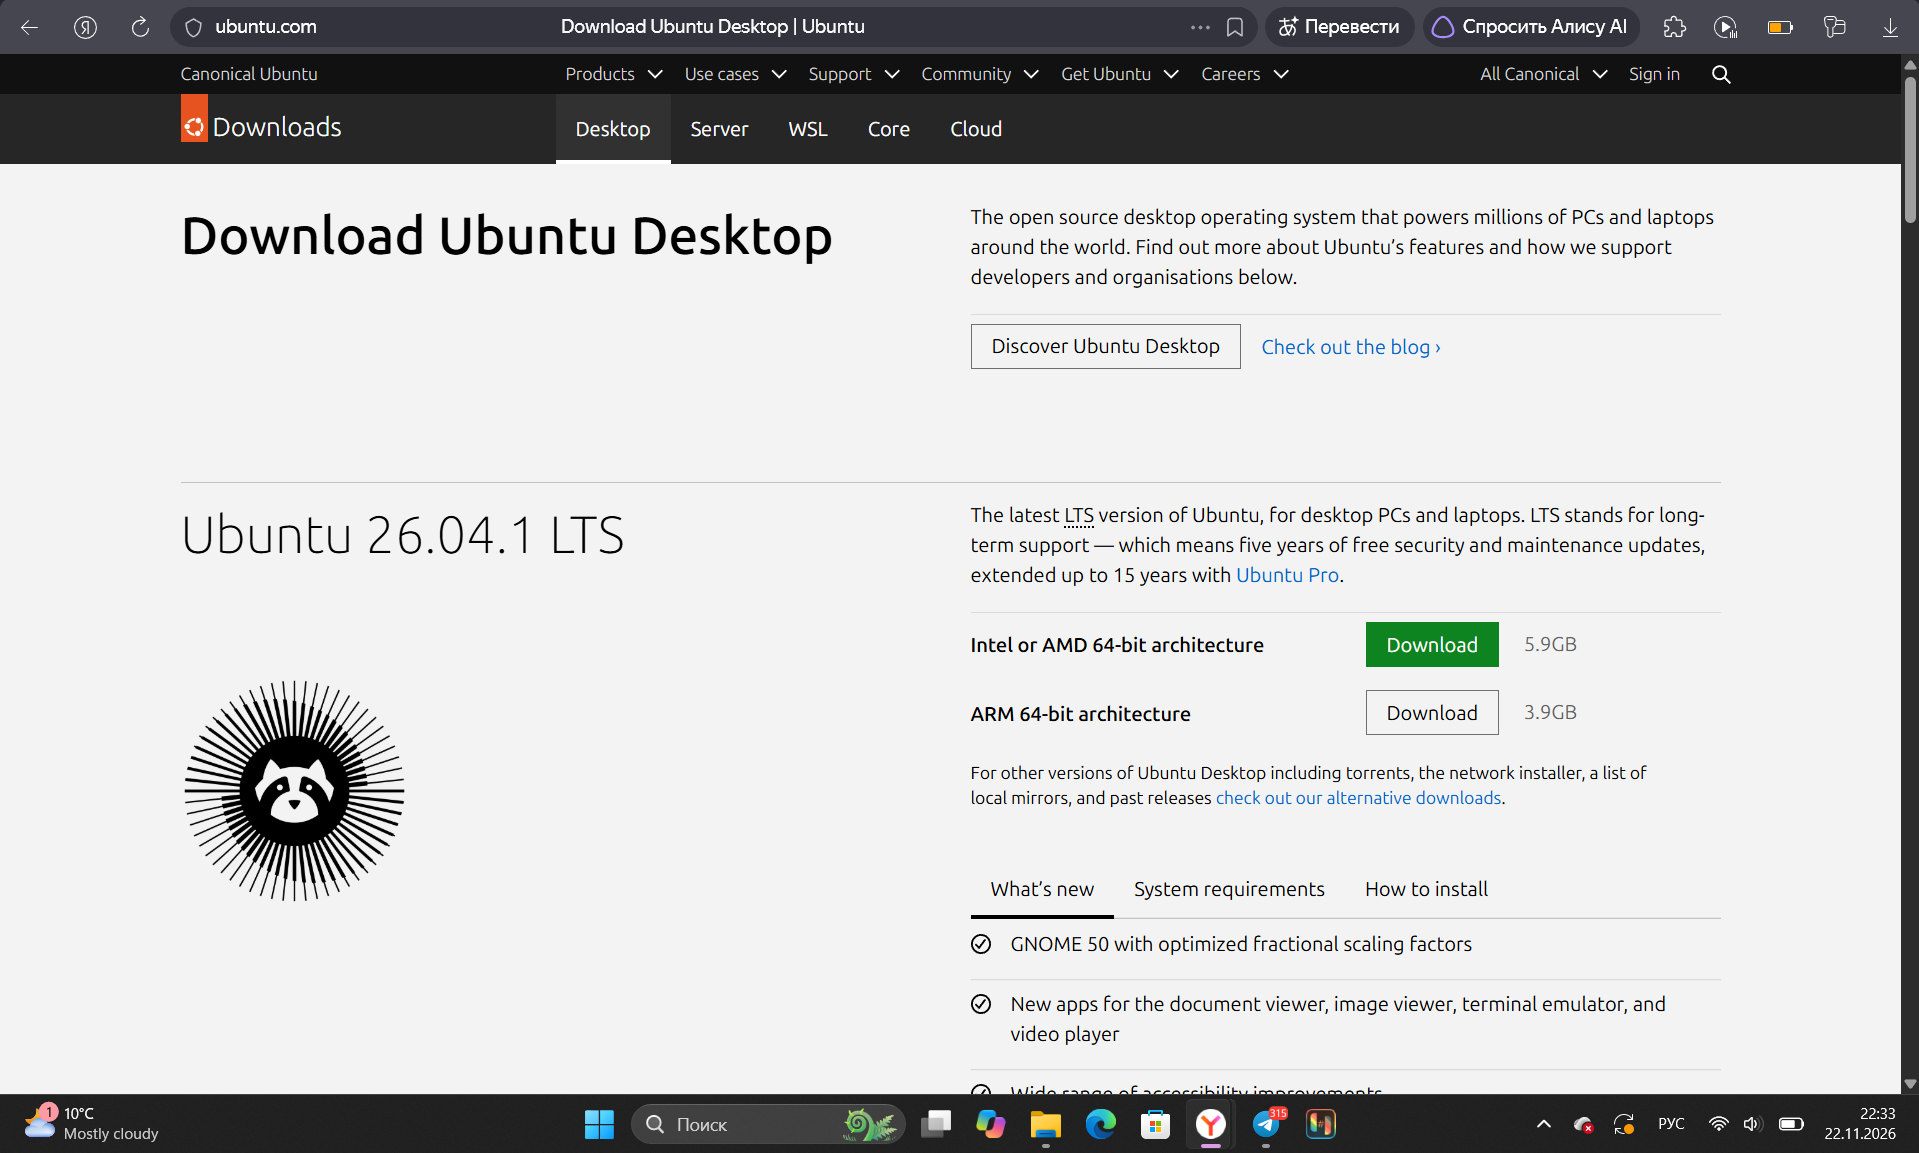 ubuntu.com
Download Ubuntu Desktop | Ubuntu
Перевести
Спросить Алису AI
Canonical Ubuntu
Products
Use cases
Support
Community
Get Ubuntu
Careers
All Canonical
Sign in
Downloads
Desktop
Server
WSL
Core
Cloud
Download Ubuntu Desktop
The open source desktop operating system that powers millions of PCs and laptops
around the world. Find out more about Ubuntu’s features and how we support
developers and organisations below.
Discover Ubuntu Desktop
Check out the blog ›
Ubuntu 26.04.1 LTS
The latest LTS version of Ubuntu, for desktop PCs and laptops. LTS stands for long-
term support — which means five years of free security and maintenance updates,
extended up to 15 years with Ubuntu Pro.
Intel or AMD 64-bit architecture
Download
5.9GB
ARM 64-bit architecture
Download
3.9GB
For other versions of Ubuntu Desktop including torrents, the network installer, a list of
local mirrors, and past releases check out our alternative downloads.
What’s new
System requirements
How to install
GNOME 50 with optimized fractional scaling factors
New apps for the document viewer, image viewer, terminal emulator, and
video player
Wide range of accessibility improvements
1
10°C
Mostly cloudy
Поиск
315
РУС
22:33
22.11.2026